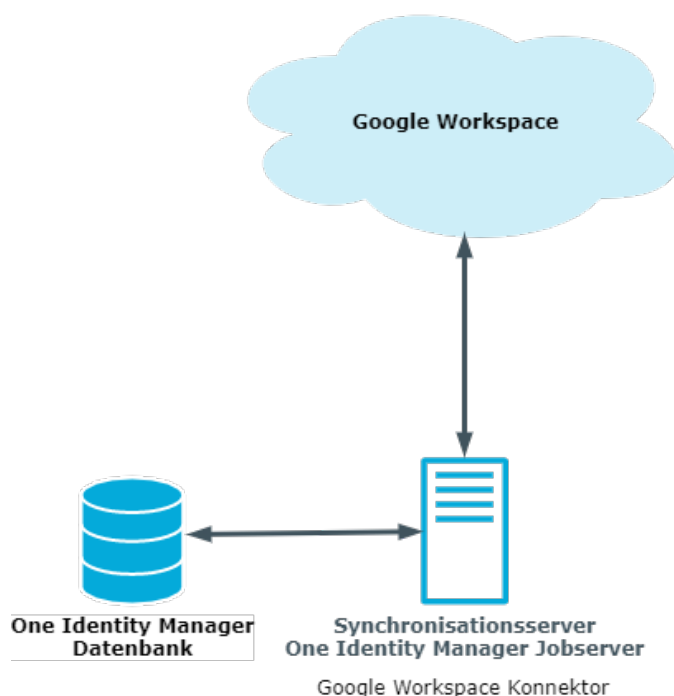 Google Workspace
One Identity Manager
Datenbank
Synchronisationsserver
One Identity Manager Jobserver
Google Workspace Konnektor